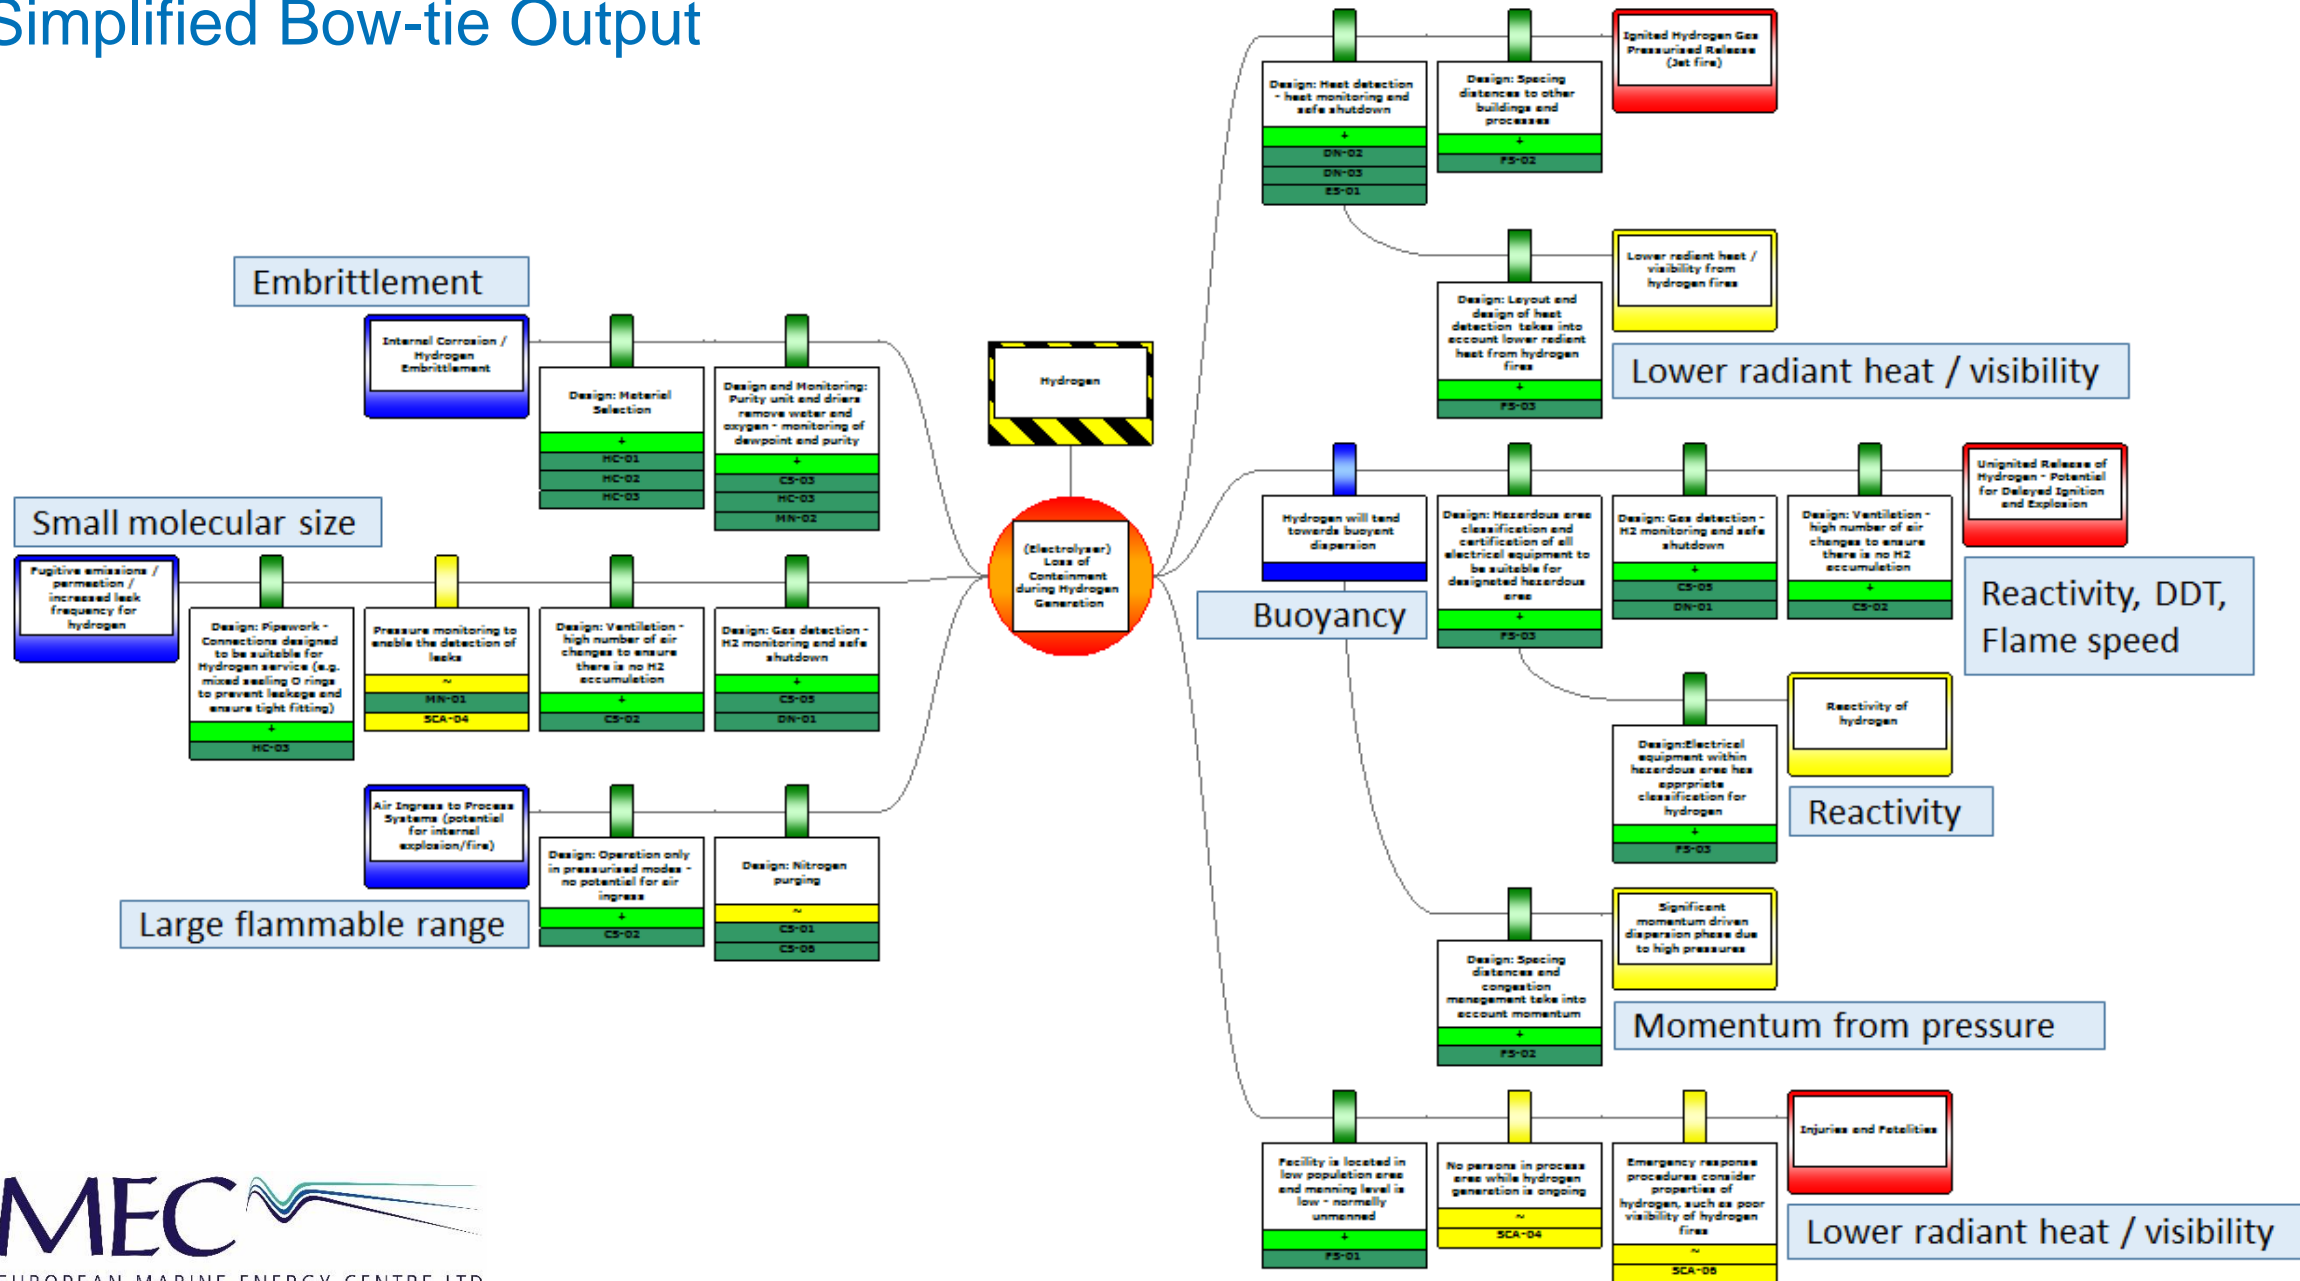 Simplified Bow-tie Output
Ignited Hydrogen Gas
Pressurised Release
(Jet fire)
Design: Heat detection
- heat monitoring and
safe shutdown
+
DN-02
DN-03
ES-01
Design: Spacing
distances to other
buildings and
processes
+
FS-02
Lower radiant heat /
visibility from
hydrogen fires
Design: Layout and
design of heat
detection takes into
account lower radiant
heat from hydrogen
fires
+
FS-03
Lower radiant heat / visibility
Embrittlement
Internal Corrosion /
Hydrogen
Embrittlement
Design: Material
Selection
+
HC-01
HC-02
HC-03
Design and Monitoring:
Purity unit and driers
remove water and
oxygen - monitoring of
dewpoint and purity
+
CS-03
HC-03
MN-02
Hydrogen
(Electrolyser)
Loss of
Containment
during Hydrogen
Generation
Small molecular size
Fugitive emissions /
permeation /
increased leak
frequency for
hydrogen
Design: Pipework -
Connections designed
to be suitable for
Hydrogen service (e.g.
mixed sealing O rings
to prevent leakage and
ensure tight fitting)
+
HC-03
Pressure monitoring to
enable the detection of
leaks
~
MN-01
SCA-04
Design: Ventilation -
high number of air
changes to ensure
there is no H2
accumulation
+
CS-02
Design: Gas detection -
H2 monitoring and safe
shutdown
+
CS-05
DN-01
Air Ingress to Process
Systems (potential
for internal
explosion/fire)
Design: Operation only
in pressurised modes -
no potential for air
ingress
+
CS-02
Design: Nitrogen
purging
~
CS-01
CS-06
Large flammable range
Hydrogen will tend
towards buoyant
dispersion
Buoyancy
Design: Hazardous area
classification and
certification of all
electrical equipment to
be suitable for
designated hazardous
area
+
FS-03
Design: Gas detection -
H2 monitoring and safe
shutdown
+
CS-05
DN-01
Design: Ventilation -
high number of air
changes to ensure
there is no H2
accumulation
+
CS-02
Unignited Release of
Hydrogen - Potential
for Delayed Ignition
and Explosion
Reactivity, DDT,
Flame speed
Reactivity of
hydrogen
Design:Electrical
equipment within
hazardous area has
apprpriate
classification for
hydrogen
+
FS-03
Reactivity
Significant
momentum driven
dispersion phase due
to high pressures
Design: Spacing
distances and
congestion
management take into
account momentum
+
FS-02
Momentum from pressure
Facility is located in
low population area
and manning level is
low - normally
unmanned
+
FS-01
No persons in process
area while hydrogen
generation is ongoing
~
SCA-04
Emergency response
procedures consider
properties of
hydrogen, such as poor
visibility of hydrogen
fires
~
SCA-06
Injuries and Fatalities
Lower radiant heat / visibility
MEC
EUROPEAN MARINE ENERGY CENTRE LTD